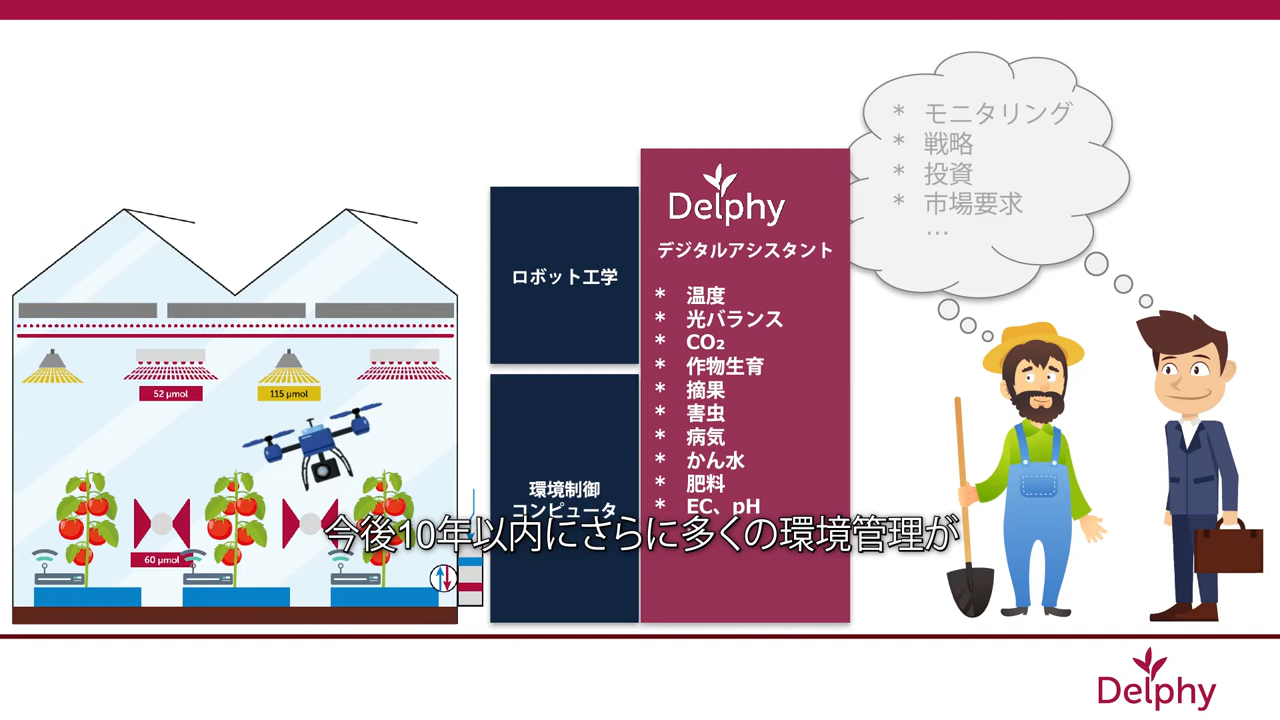 * モニタリング
* 戦略
* 投資
* 市場要求
…
Delphy
デジタルアシスタント
* 温度
* 光バランス
* CO₂
* 作物生育
* 摘果
* 害虫
* 病気
* かん水
* 肥料
* EC、pH
ロボット工学
環境制御
コンピュータ
52 µmol
115 µmol
60 µmol
今後10年以内にさらに多くの環境管理が
Delphy